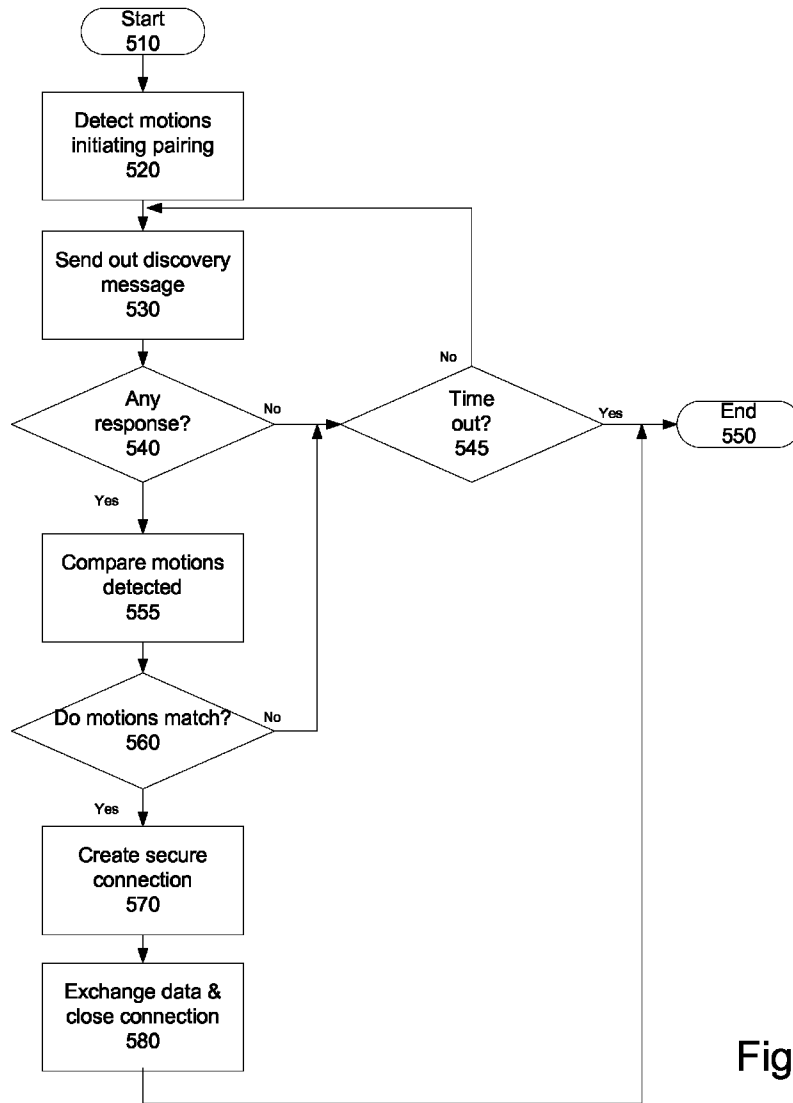 Start
510
Detect motions
initiating pairing
520
Send out discovery
message
530
No
Any
response?
540
No
Time
out?
545
Yes
End
550
Yes
Compare motions
detected
555
Do motions match?
560
No
Yes
Create secure
connection
570
Exchange data &
close connection
580
Fig